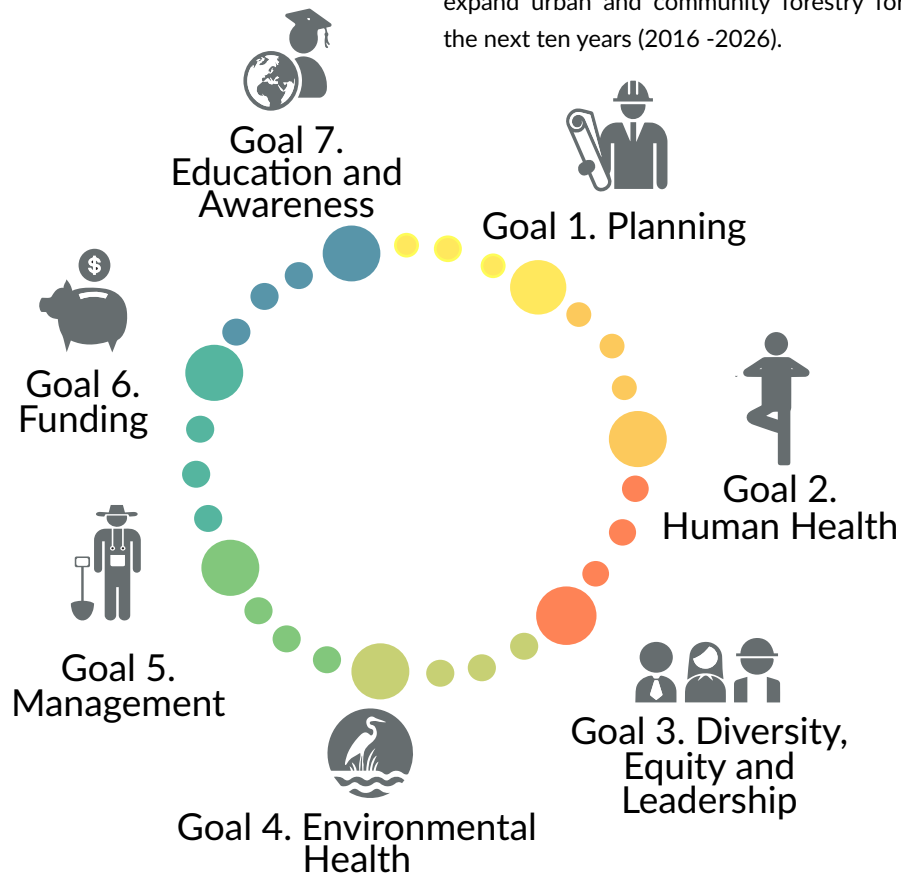 expand urban and community forestry for
the next ten years (2016 -2026).
Goal 7.
Education and
Awareness
Goal 1. Planning
$
Goal 6.
Funding
Goal 2.
Human Health
Goal 5.
Management
Goal 3. Diversity,
Equity and
Leadership
Goal 4. Environmental
Health